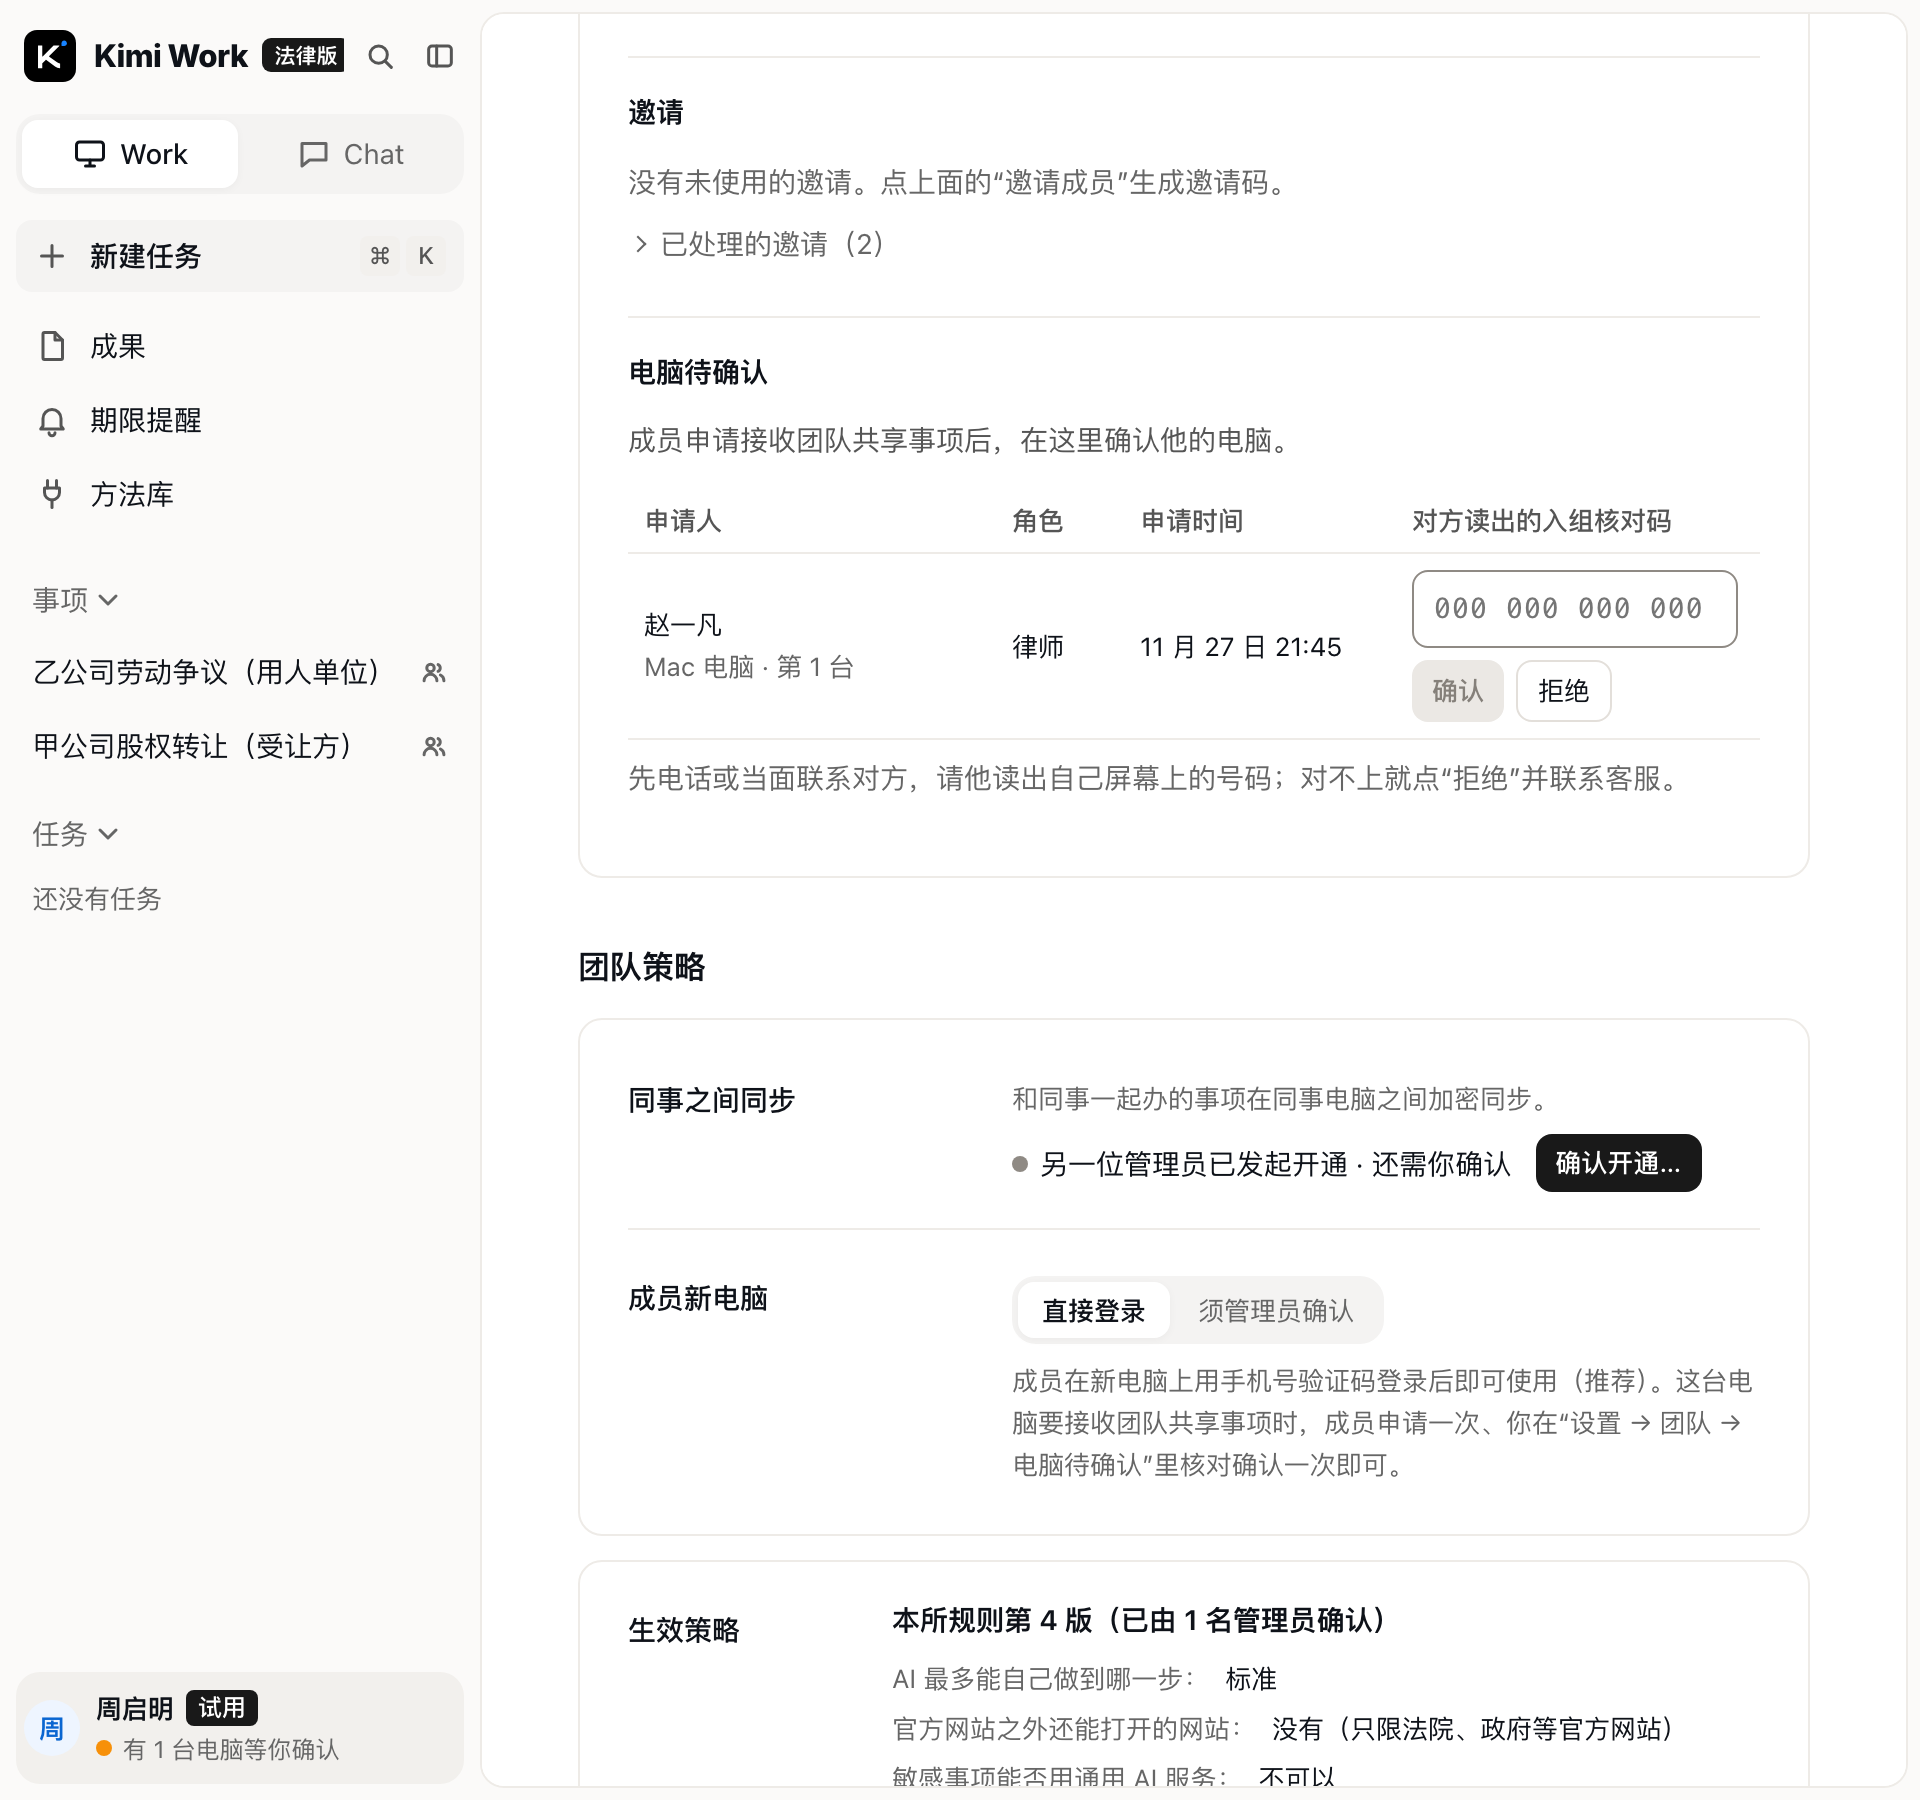 Kimi Work 法律版
Work
Chat
新建任务 ⌘ K
成果
期限提醒
方法库
事项
乙公司劳动争议（用人单位）
甲公司股权转让（受让方）
任务
还没有任务
周
周启明 试用
有 1 台电脑等你确认
邀请
没有未使用的邀请。点上面的“邀请成员”生成邀请码。
已处理的邀请（2）
电脑待确认
成员申请接收团队共享事项后，在这里确认他的电脑。
申请人 角色 申请时间 对方读出的入组核对码
赵一凡
Mac 电脑 · 第 1 台
律师
11 月 27 日 21:45
000 000 000 000
确认 拒绝
先电话或当面联系对方，请他读出自己屏幕上的号码；对不上就点“拒绝”并联系客服。
团队策略
同事之间同步
和同事一起办的事项在同事电脑之间加密同步。
另一位管理员已发起开通 · 还需你确认 确认开通...
成员新电脑
直接登录 须管理员确认
成员在新电脑上用手机号验证码登录后即可使用（推荐）。这台电
脑要接收团队共享事项时，成员申请一次、你在“设置 → 团队 →
电脑待确认”里核对确认一次即可。
生效策略
本所规则第 4 版（已由 1 名管理员确认）
AI 最多能自己做到哪一步： 标准
官方网站之外还能打开的网站： 没有（只限法院、政府等官方网站）
敏感事项能否用通用 AI 服务： 不可以